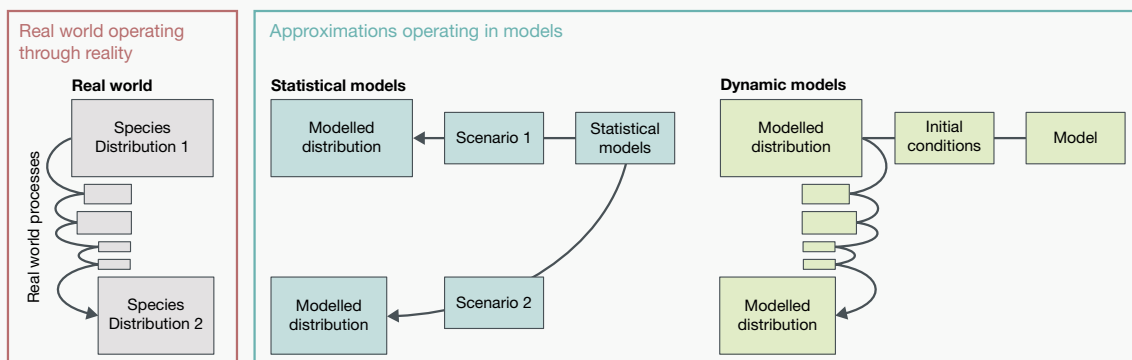 Real world operating
through reality
Real world
Species
Distribution 1
Real world processes
Species
Distribution 2
Approximations operating in models
Statistical models
Modelled
distribution
Scenario 1
Statistical
models
Modelled
distribution
Scenario 2
Dynamic models
Modelled
distribution
Initial
conditions
Model
Modelled
distribution